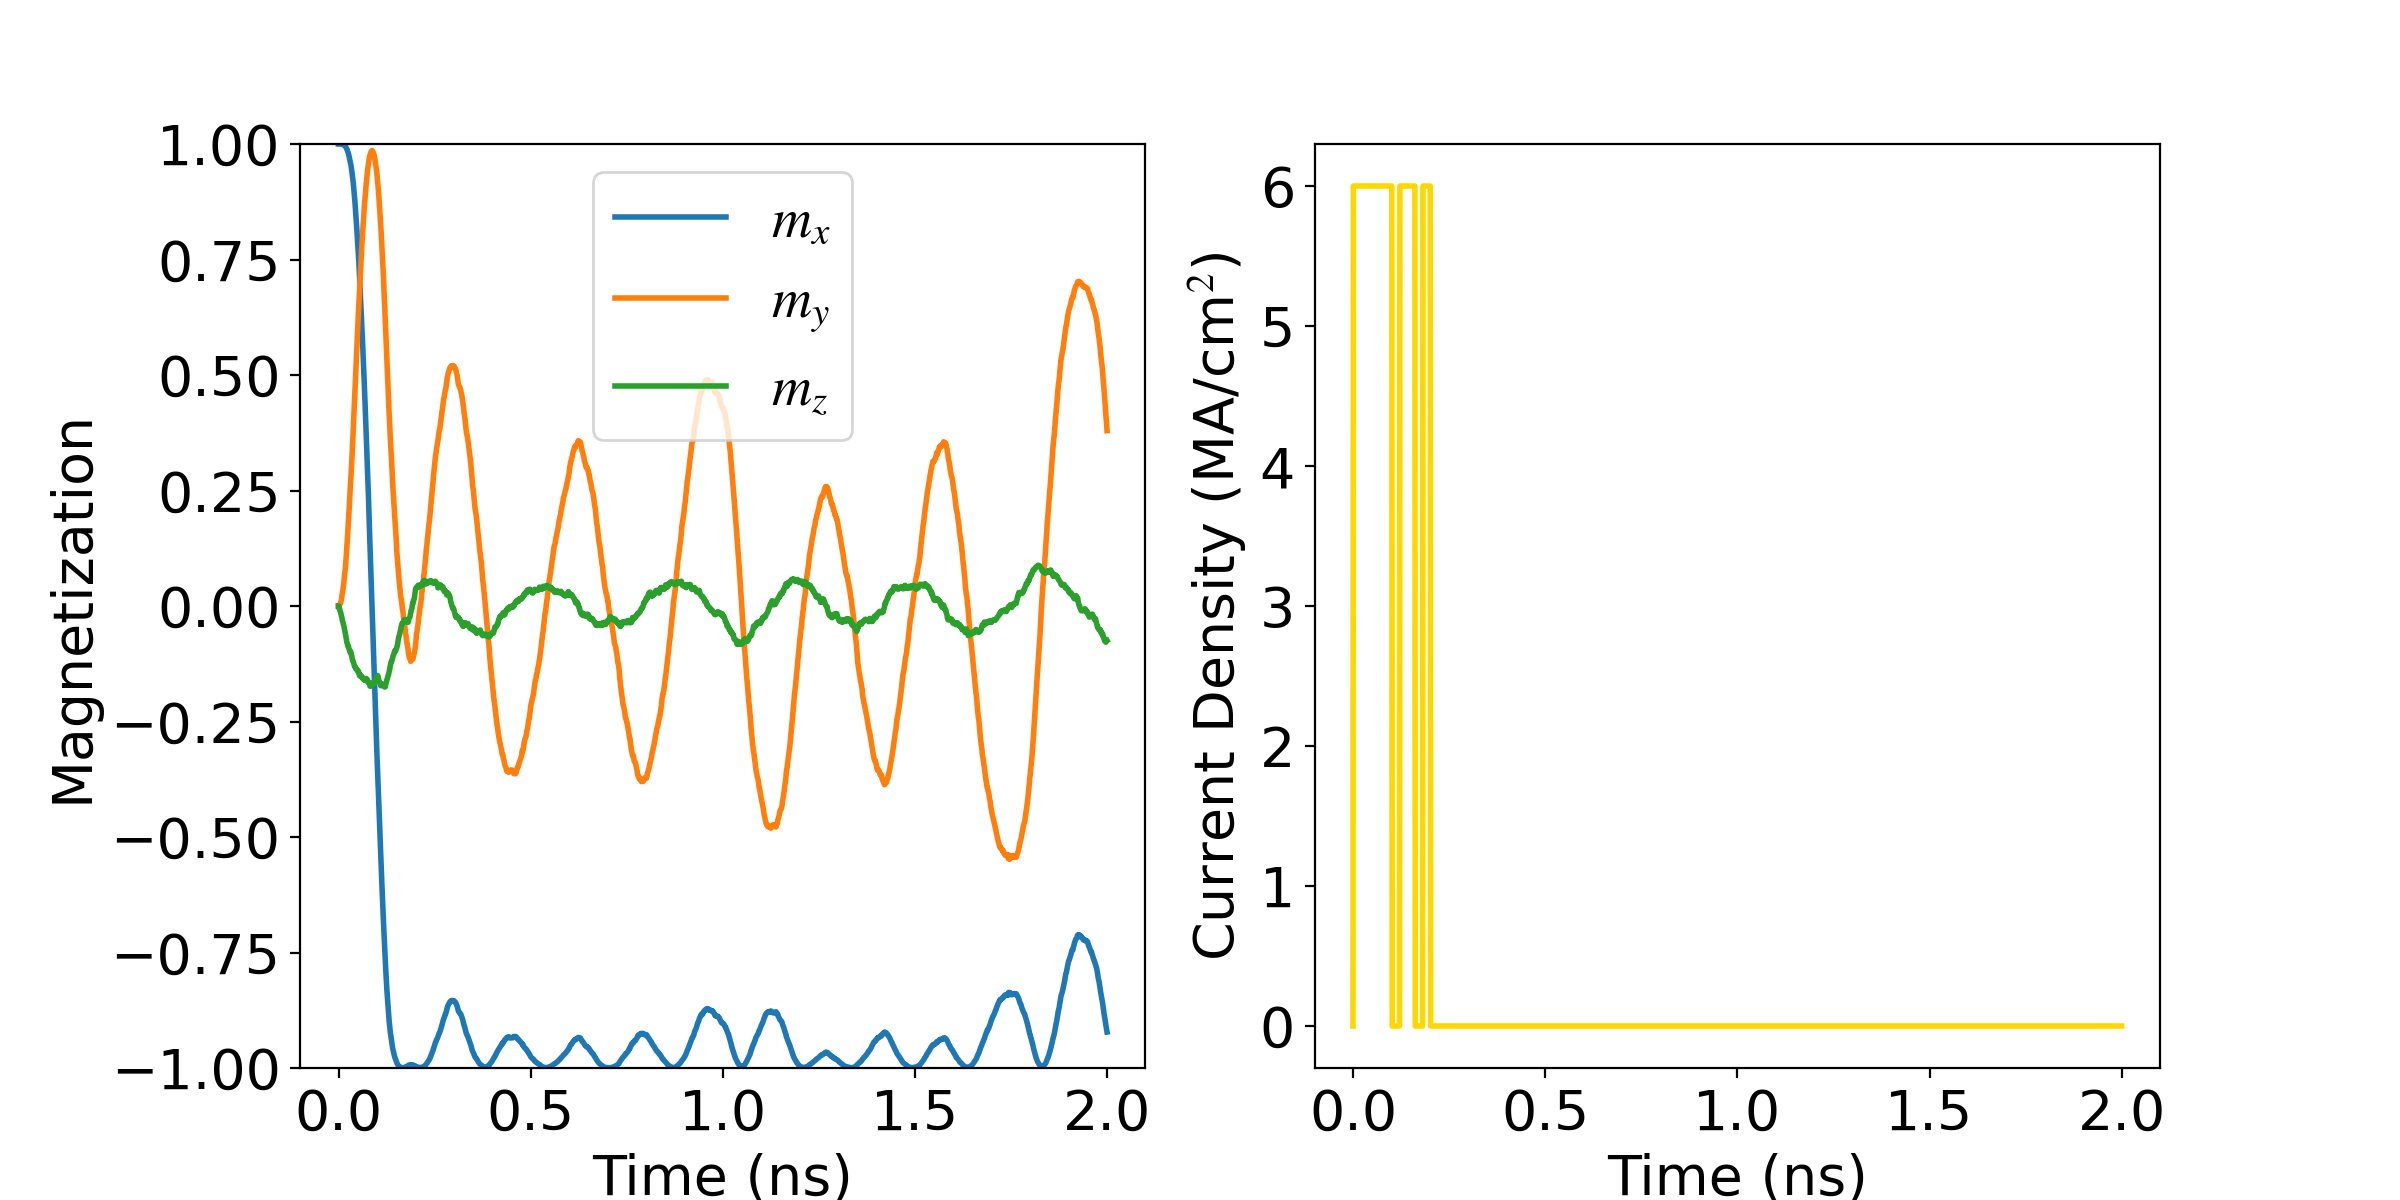 1.00
0.75
0.50
0.25
0.00
−0.25
−0.50
−0.75
−1.00
Magnetization
0.0 0.5 1.0 1.5 2.0
Time (ns)
m_x
m_y
m_z
6
5
4
3
2
1
0
Current Density (MA/cm²)
0.0 0.5 1.0 1.5 2.0
Time (ns)